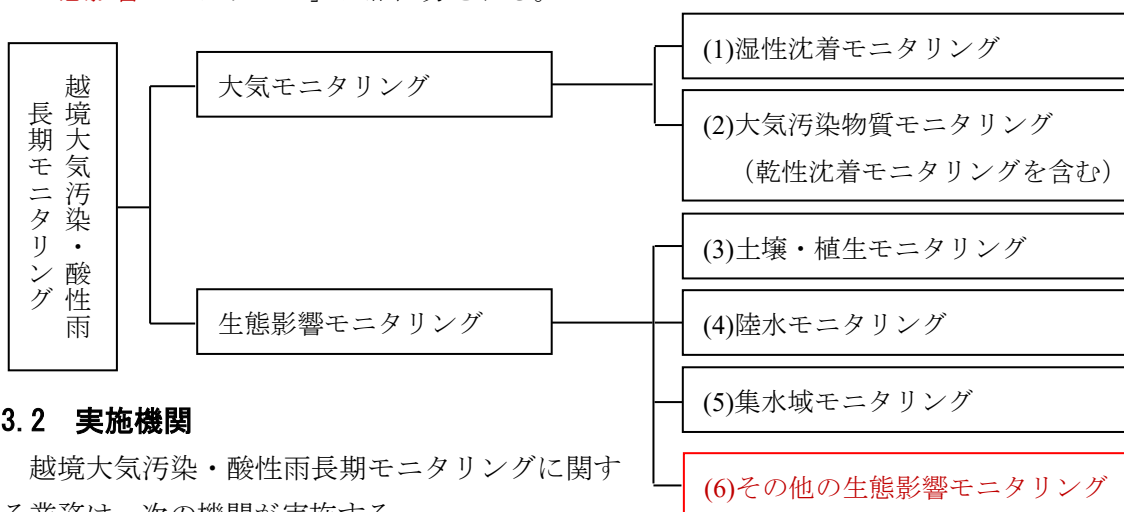 越境大気汚染・酸性雨
長期モニタリング
大気モニタリング
(1)湿性沈着モニタリング
(2)大気汚染物質モニタリング
（乾性沈着モニタリングを含む）
生態影響モニタリング
(3)土壌・植生モニタリング
(4)陸水モニタリング
(5)集水域モニタリング
(6)その他の生態影響モニタリング
3.2 実施機関
越境大気汚染・酸性雨長期モニタリングに関す